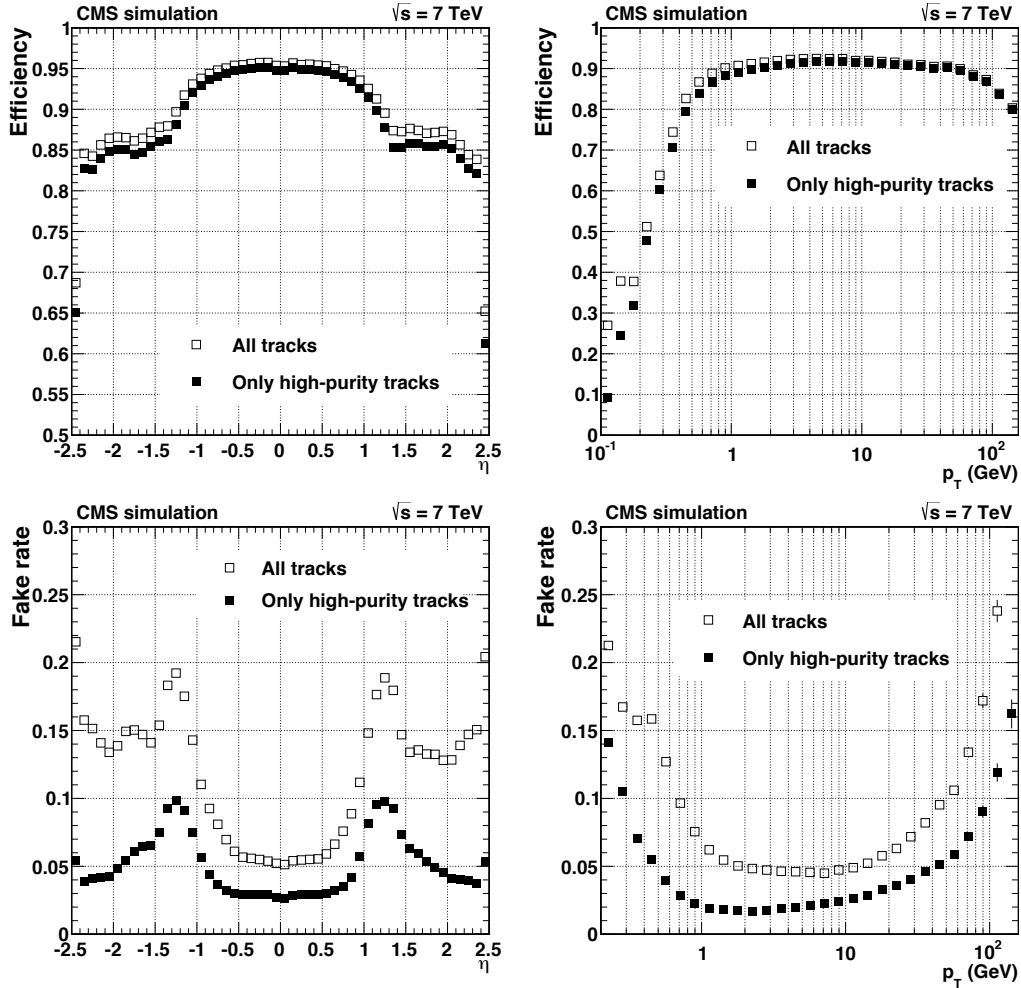 CMS simulation √s = 7 TeV
Efficiency
1
0.95
0.9
0.85
0.8
0.75
0.7
0.65
0.6
0.55
0.5
All tracks
Only high-purity tracks
-2.5 -2 -1.5 -1 -0.5 0 0.5 1 1.5 2 2.5
η
CMS simulation √s = 7 TeV
Efficiency
1
0.9
0.8
0.7
0.6
0.5
0.4
0.3
0.2
0.1
0
All tracks
Only high-purity tracks
10⁻¹ 1 10 10²
p_T (GeV)
CMS simulation √s = 7 TeV
Fake rate
0.3
0.25
0.2
0.15
0.1
0.05
0
All tracks
Only high-purity tracks
-2.5 -2 -1.5 -1 -0.5 0 0.5 1 1.5 2 2.5
η
CMS simulation √s = 7 TeV
Fake rate
0.3
0.25
0.2
0.15
0.1
0.05
0
All tracks
Only high-purity tracks
1 10 10²
p_T (GeV)